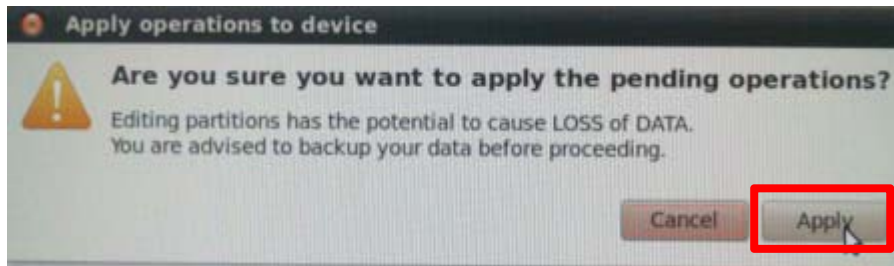 Apply operations to device
Are you sure you want to apply the pending operations?
Editing partitions has the potential to cause LOSS of DATA.
You are advised to backup your data before proceeding.
Cancel
Apply